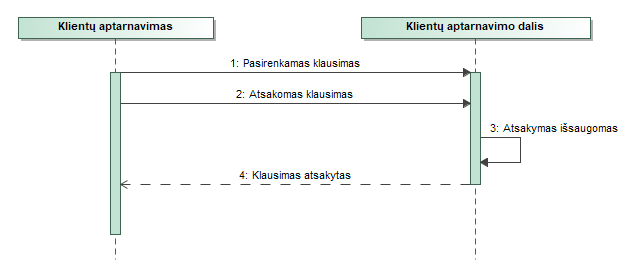 Klientų aptarnavimas
Klientų aptarnavimo dalis
1: Pasirenkamas klausimas
2: Atsakomas klausimas
3: Atsakymas išsaugomas
4: Klausimas atsakytas